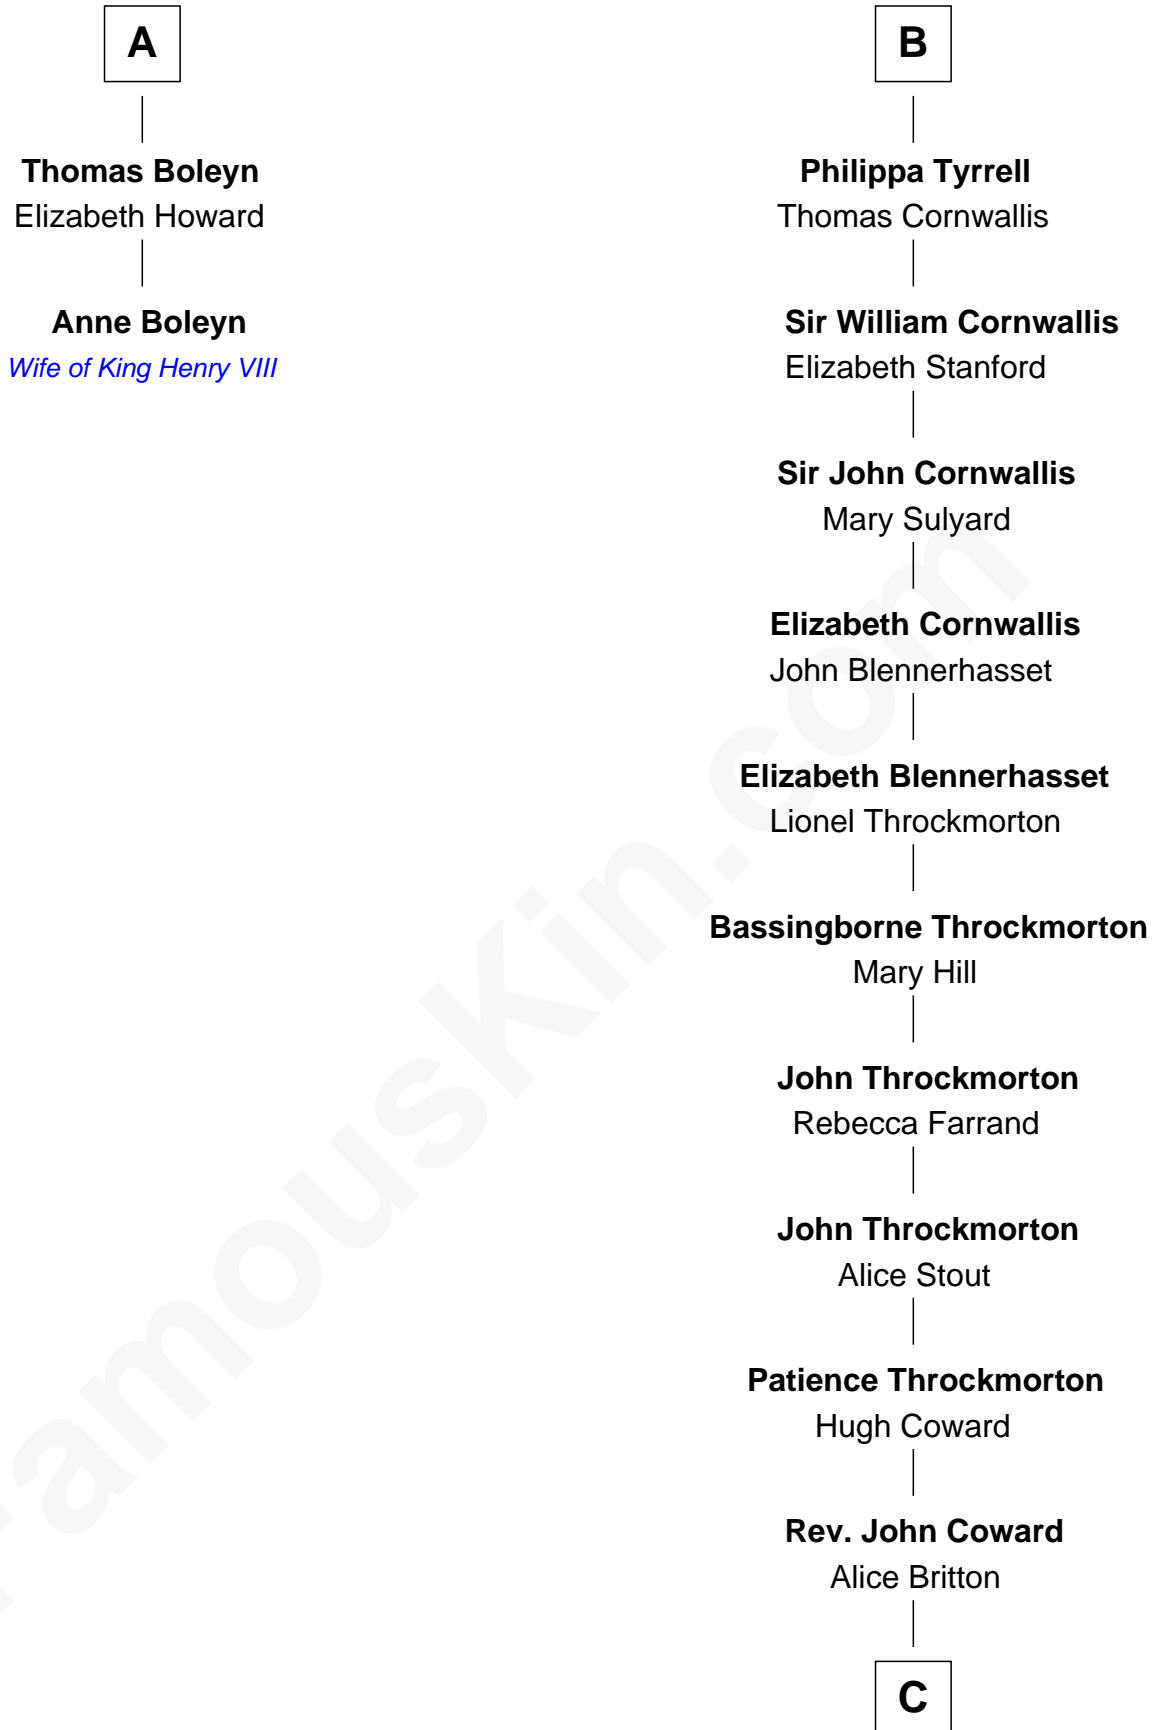 A
Thomas Boleyn
Elizabeth Howard
Anne Boleyn
Wife of King Henry VIII
B
Philippa Tyrrell
Thomas Cornwallis
Sir William Cornwallis
Elizabeth Stanford
Sir John Cornwallis
Mary Sulyard
Elizabeth Cornwallis
John Blennerhasset
Elizabeth Blennerhasset
Lionel Throckmorton
Bassingborne Throckmorton
Mary Hill
John Throckmorton
Rebecca Farrand
John Throckmorton
Alice Stout
Patience Throckmorton
Hugh Coward
Rev. John Coward
Alice Britton
C
FamousKin.com